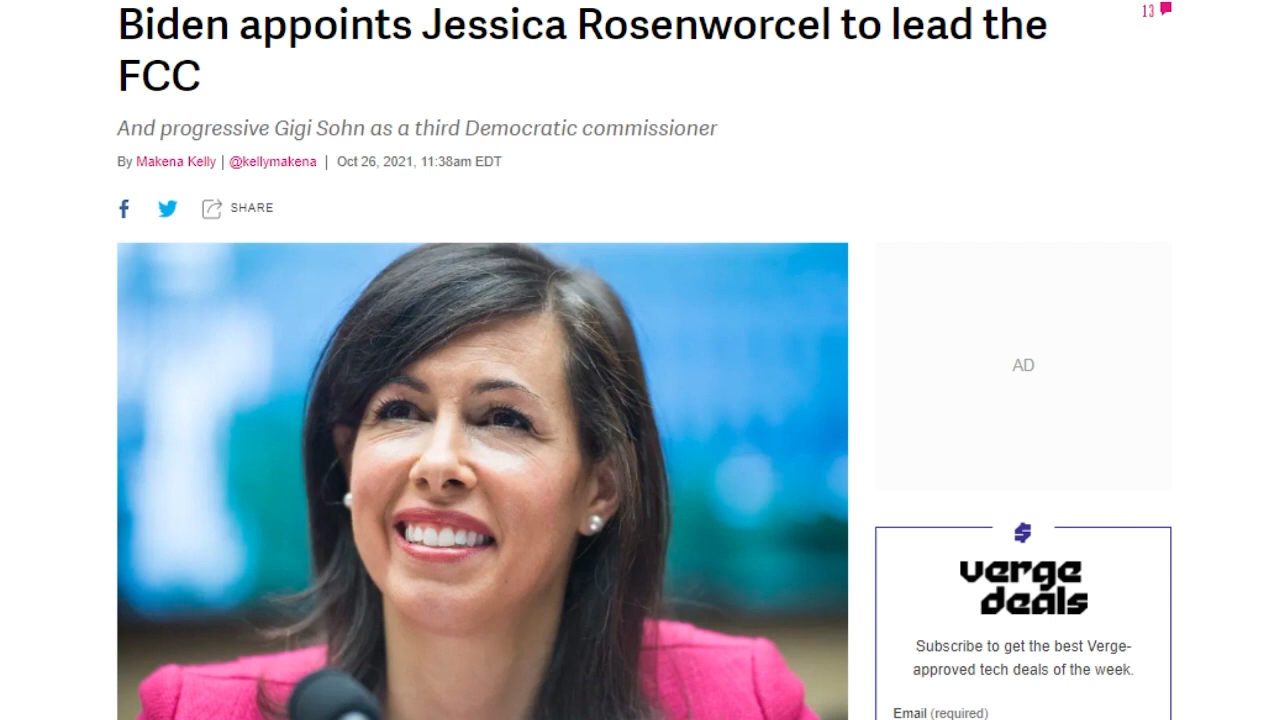 Biden appoints Jessica Rosenworcel to lead the
FCC
13
And progressive Gigi Sohn as a third Democratic commissioner
By Makena Kelly | @kellymakena | Oct 26, 2021, 11:38am EDT
SHARE
AD
verge
deals
Subscribe to get the best Verge-
approved tech deals of the week.
Email (required)